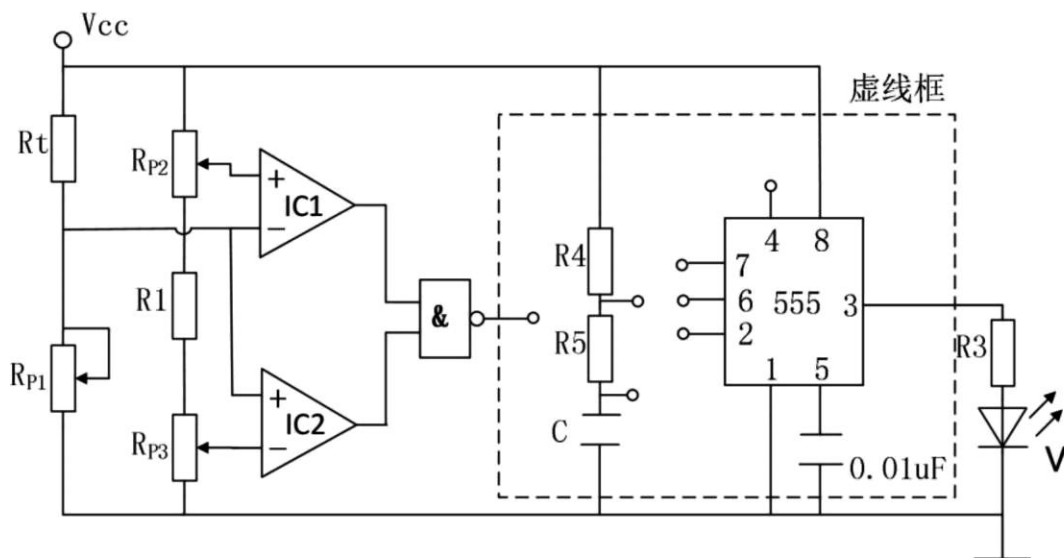 Vcc
虚线框
Rt
RP2
+
IC1
-
4 8
R4
7
R1
6 555 3
&
R5
2
R3
RP1
+
1 5
IC2
-
C
RP3
0.01uF
V